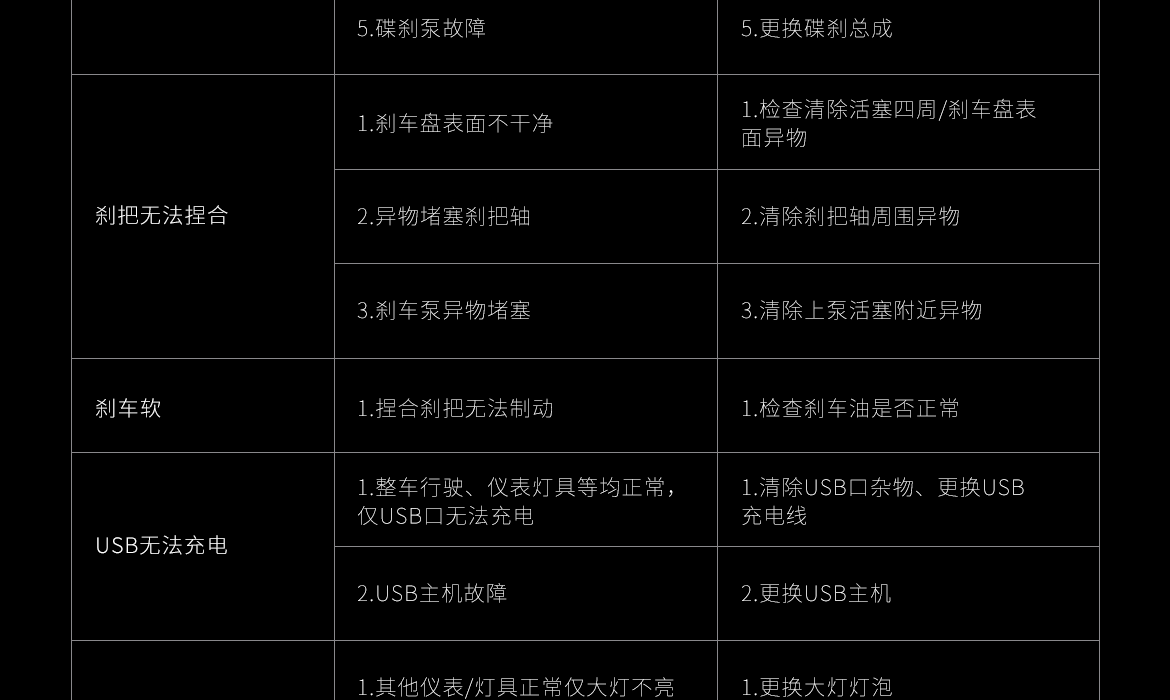 5.碟刹泵故障
5.更换碟刹总成
刹把无法捏合
1.刹车盘表面不干净
1.检查清除活塞四周/刹车盘表
面异物
2.异物堵塞刹把轴
2.清除刹把轴周围异物
3.刹车泵异物堵塞
3.清除上泵活塞附近异物
刹车软
1.捏合刹把无法制动
1.检查刹车油是否正常
USB无法充电
1.整车行驶、仪表灯具等均正常，
仅USB口无法充电
1.清除USB口杂物、更换USB
充电线
2.USB主机故障
2.更换USB主机
1.其他仪表/灯具正常仅大灯不亮
1.更换大灯灯泡